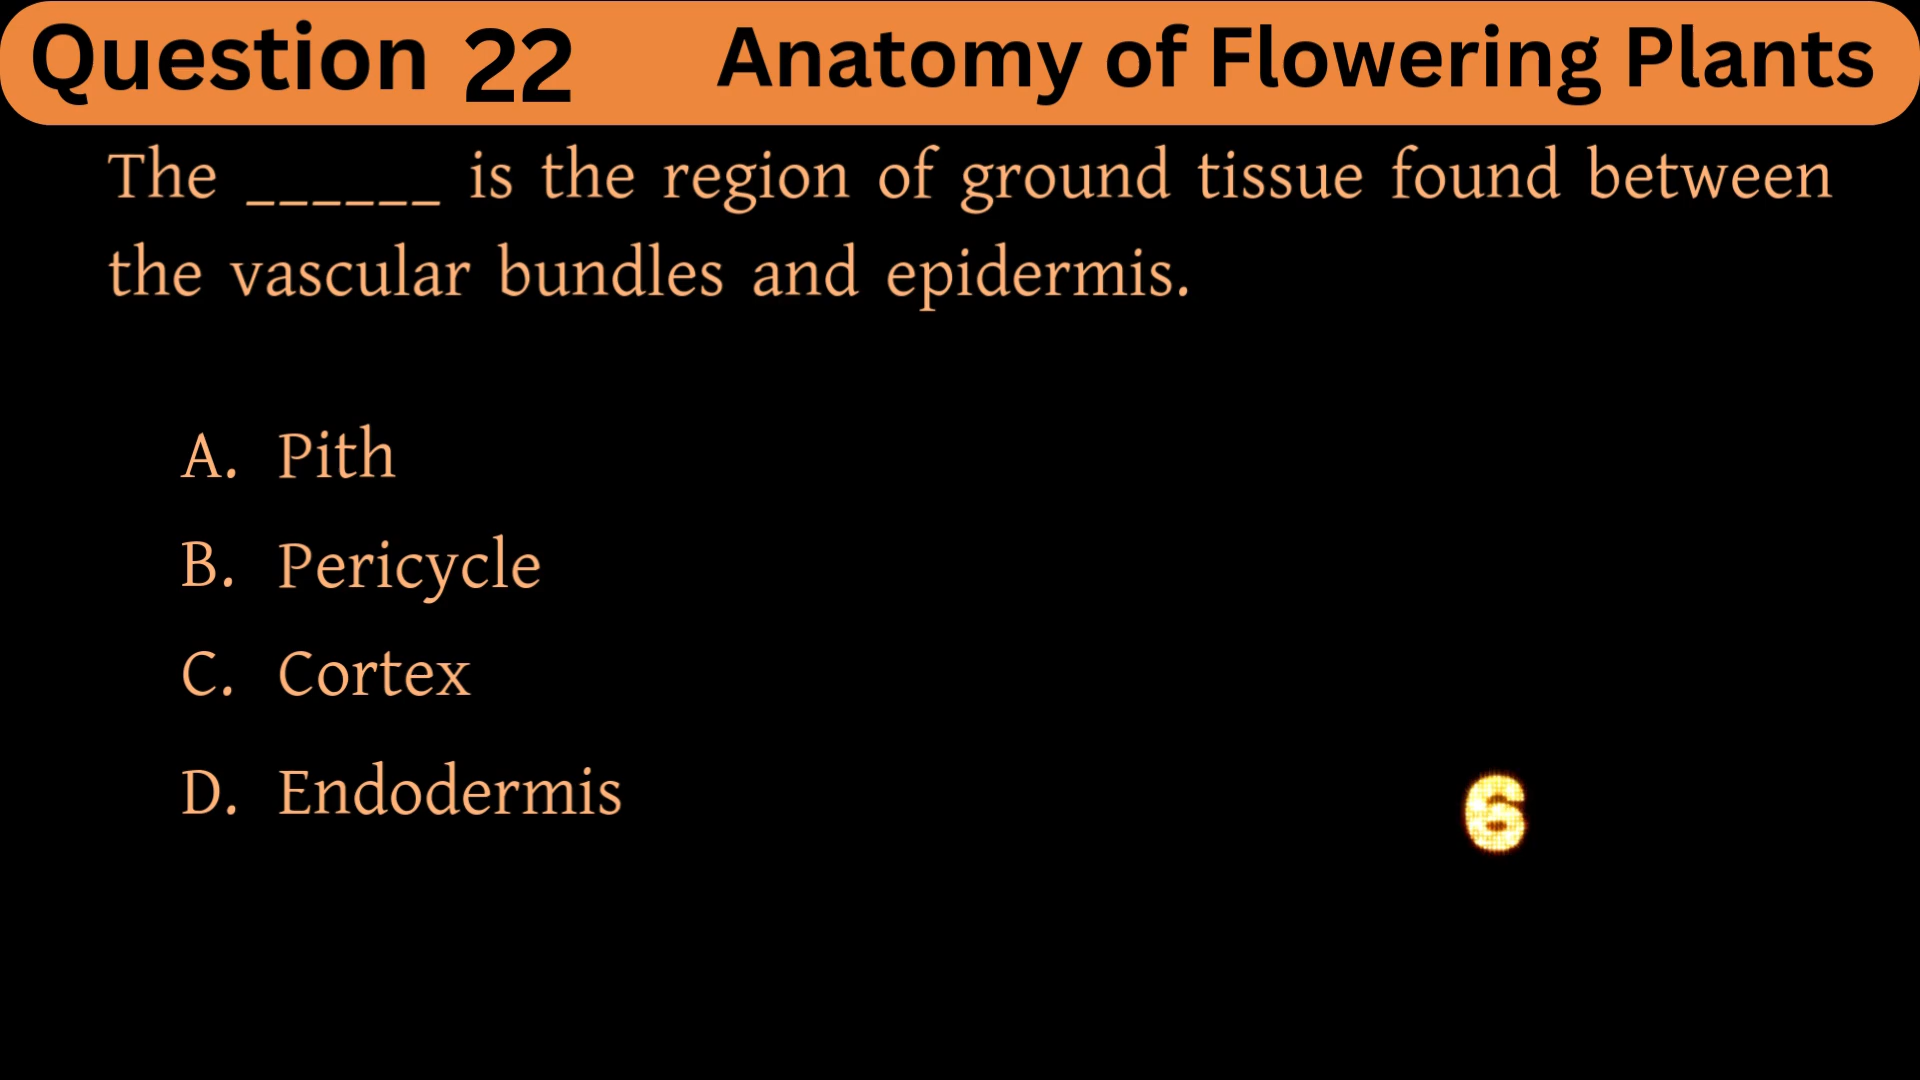 Question 22 Anatomy of Flowering Plants
The ______ is the region of ground tissue found between
the vascular bundles and epidermis.
A. Pith
B. Pericycle
C. Cortex
D. Endodermis
6